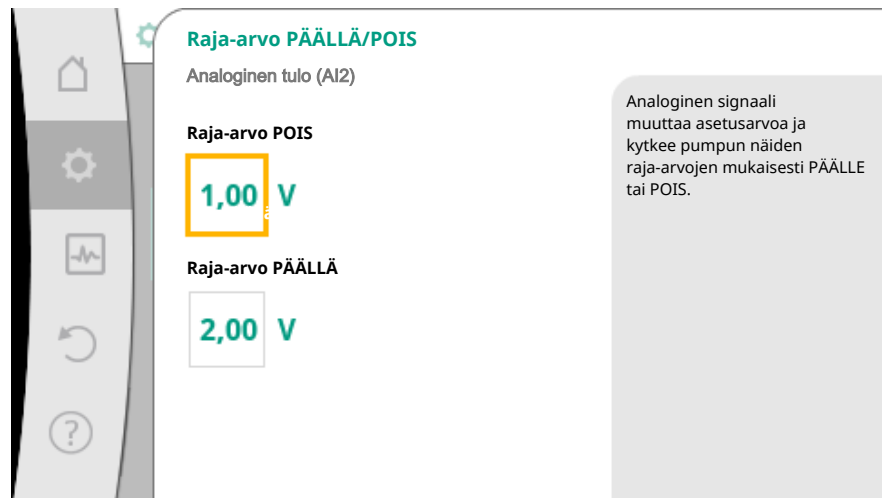 Raja-arvo PÄÄLLÄ/POIS
Analoginen tulo (AI2)
Raja-arvo POIS
1,00 V
Raja-arvo PÄÄLLÄ
2,00 V
Analoginen signaali
muuttaa asetusarvoa ja
kytkee pumpun näiden
raja-arvojen mukaisesti PÄÄLLE
tai POIS.
?